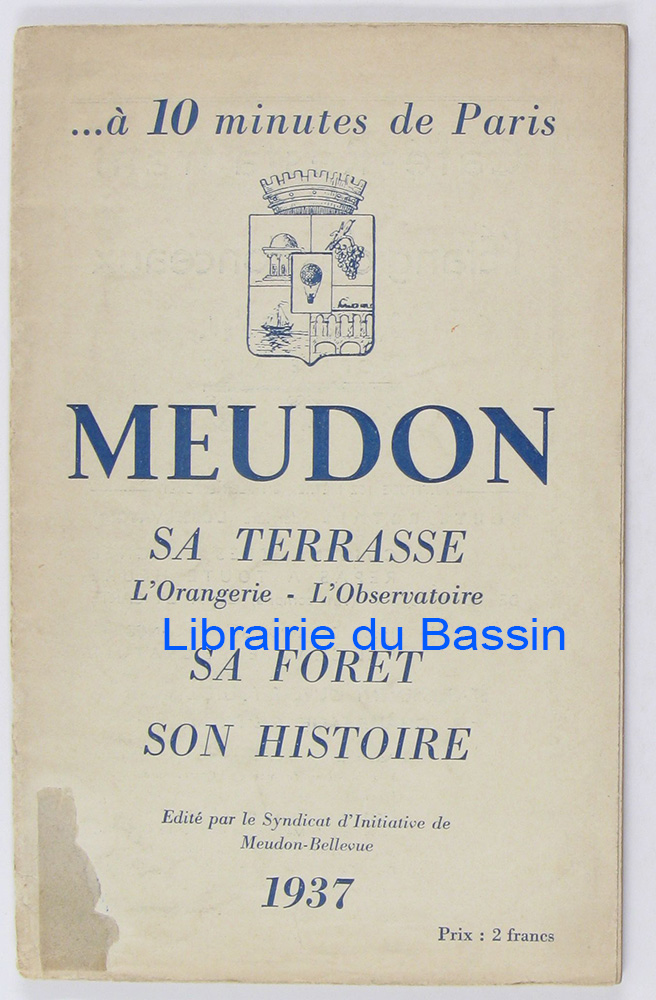 ...à 10 minutes de Paris
MEUDON
SA TERRASSE
L'Orangerie - L'Observatoire
Librairie du Bassin
SA FORET
SON HISTOIRE
Edité par le Syndicat d'Initiative de
Meudon-Bellevue
1937
Prix : 2 francs